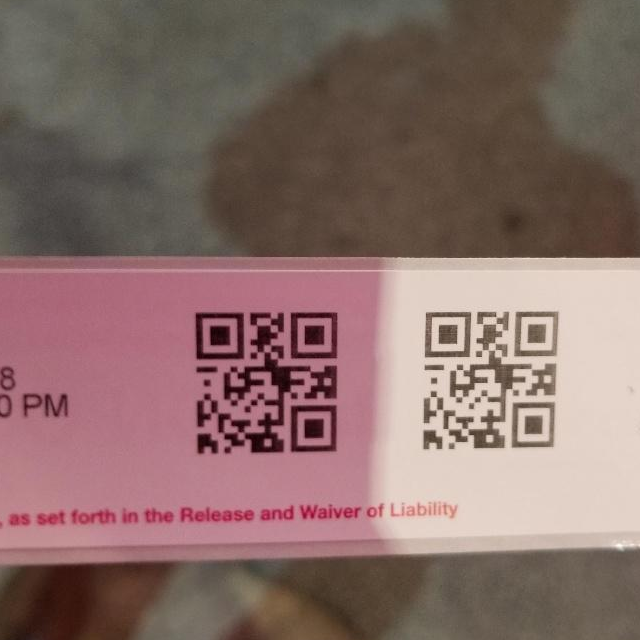 8
0 PM
, as set forth in the Release and Waiver of Liability